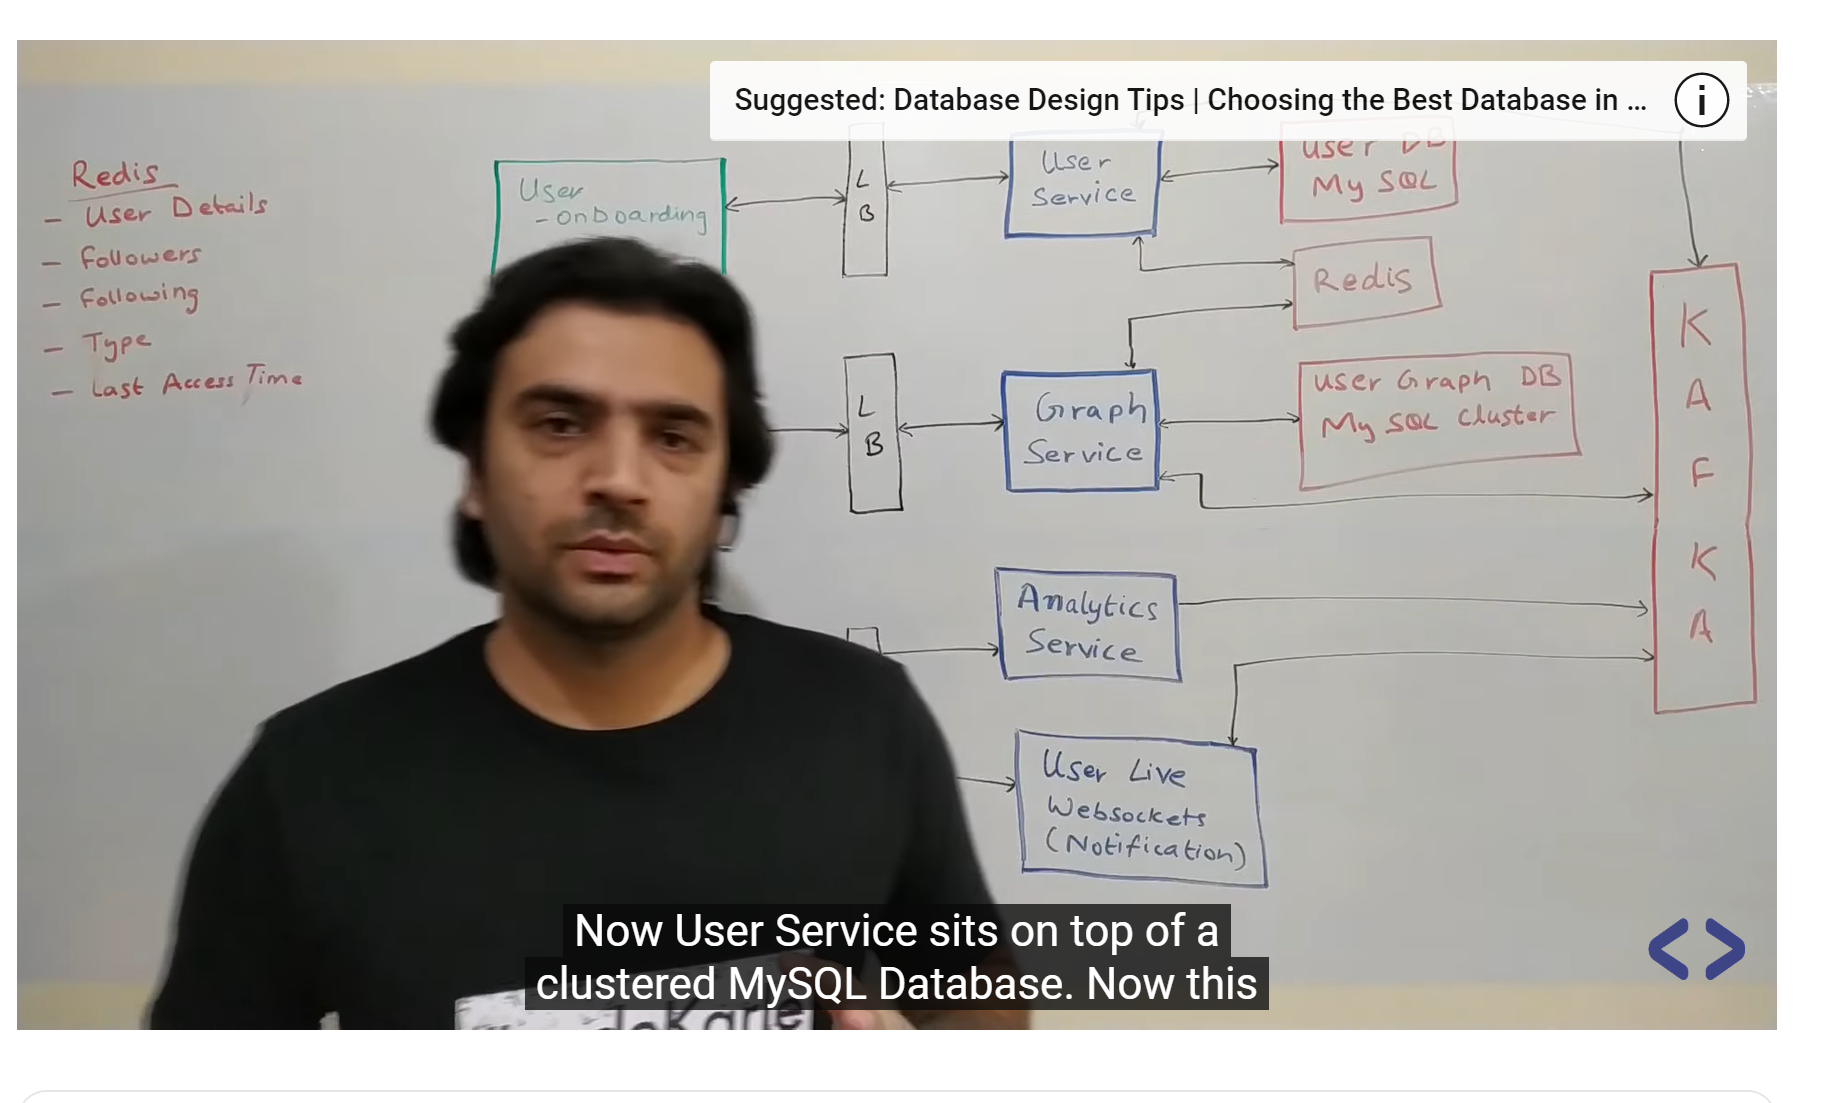 Suggested: Database Design Tips | Choosing the Best Database in ...
i
Redis
- User Details
- Followers
- Following
- Type
- Last Access Time
User
- onboarding
L
B
User
Service
User DB
My SQL
Redis
L
B
Graph
Service
User Graph DB
My SQL Cluster
K
A
F
K
A
Analytics
Service
User Live
Websockets
(Notification)
Now User Service sits on top of a
clustered MySQL Database. Now this